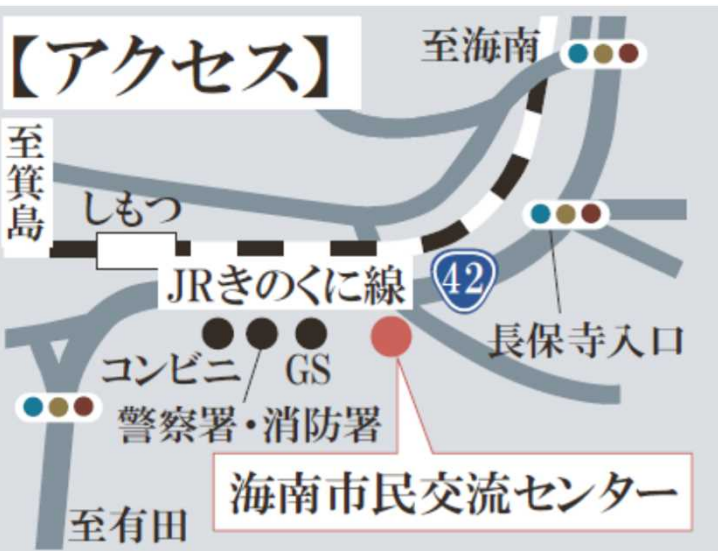 【アクセス】
至海南
至箕島
しもつ
JRきのくに線
42
長保寺入口
コンビニ
GS
警察署・消防署
海南市民交流センター
至有田